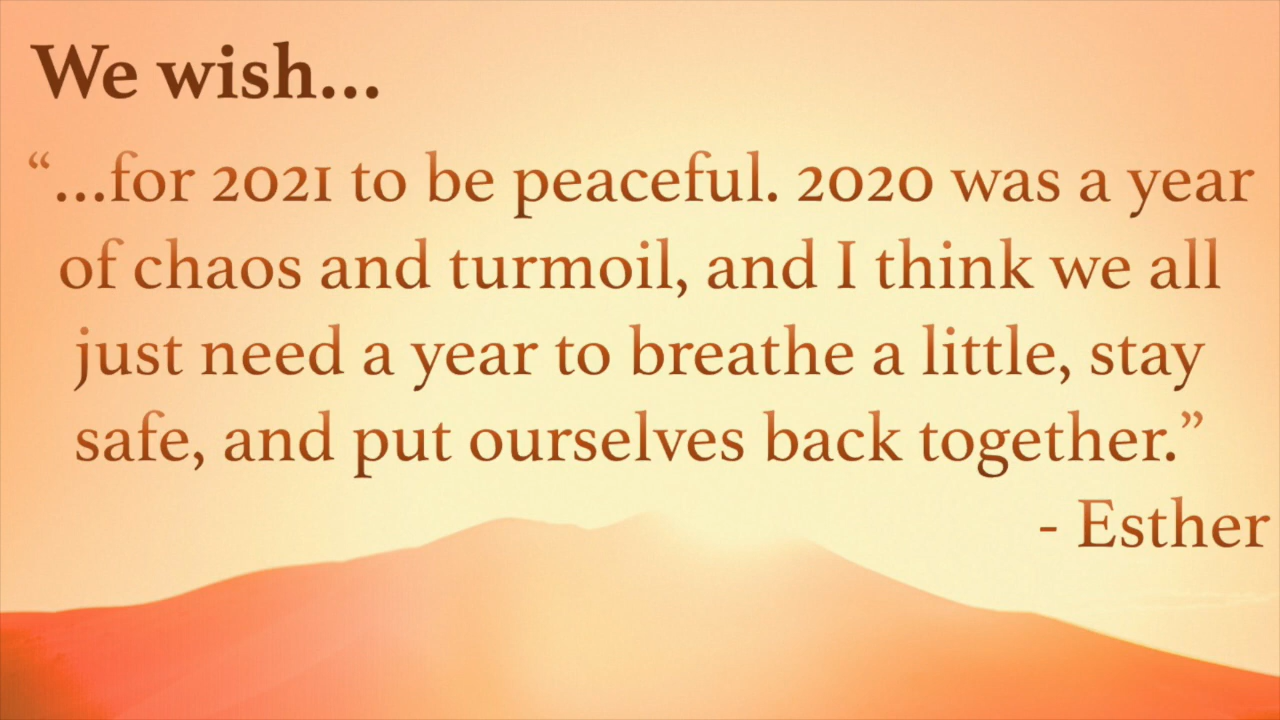 We wish...
“...for 2021 to be peaceful. 2020 was a year
of chaos and turmoil, and I think we all
just need a year to breathe a little, stay
safe, and put ourselves back together.”
- Esther